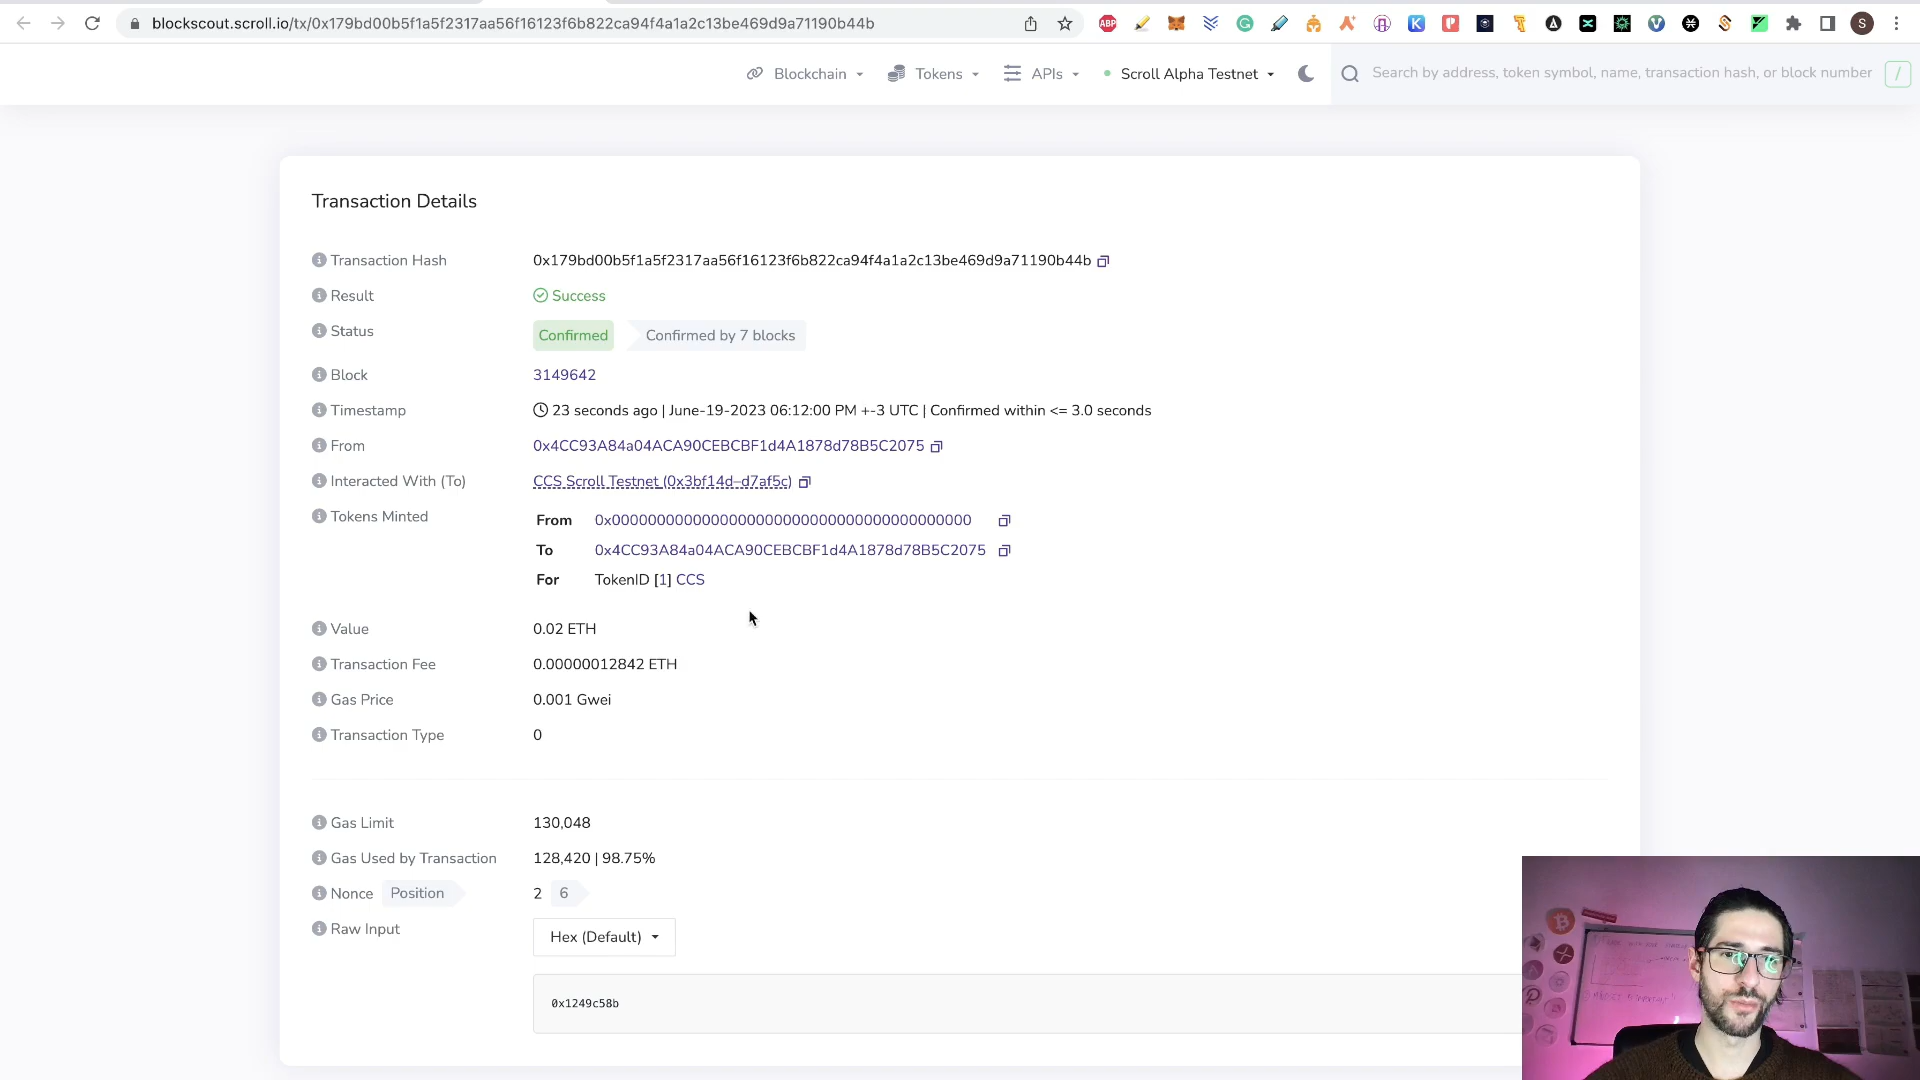 blockscout.scroll.io/tx/0x179bd00b5f1a5f2317aa56f16123f6b822ca94f4a1a2c13be469d9a71190b44b
ABP
S
Blockchain
Tokens
APIs
Scroll Alpha Testnet
Search by address, token symbol, name, transaction hash, or block number
/
Transaction Details
Transaction Hash
0x179bd00b5f1a5f2317aa56f16123f6b822ca94f4a1a2c13be469d9a71190b44b
Result
Success
Status
Confirmed
Confirmed by 7 blocks
Block
3149642
Timestamp
23 seconds ago | June-19-2023 06:12:00 PM +-3 UTC | Confirmed within <= 3.0 seconds
From
0x4CC93A84a04ACA90CEBCBF1d4A1878d78B5C2075
Interacted With (To)
CCS Scroll Testnet (0x3bf14d–d7af5c)
Tokens Minted
From 0x0000000000000000000000000000000000000000
To 0x4CC93A84a04ACA90CEBCBF1d4A1878d78B5C2075
For TokenID [1] CCS
Value
0.02 ETH
Transaction Fee
0.00000012842 ETH
Gas Price
0.001 Gwei
Transaction Type
0
Gas Limit
130,048
Gas Used by Transaction
128,420 | 98.75%
Nonce Position
2 6
Raw Input
Hex (Default)
0x1249c58b